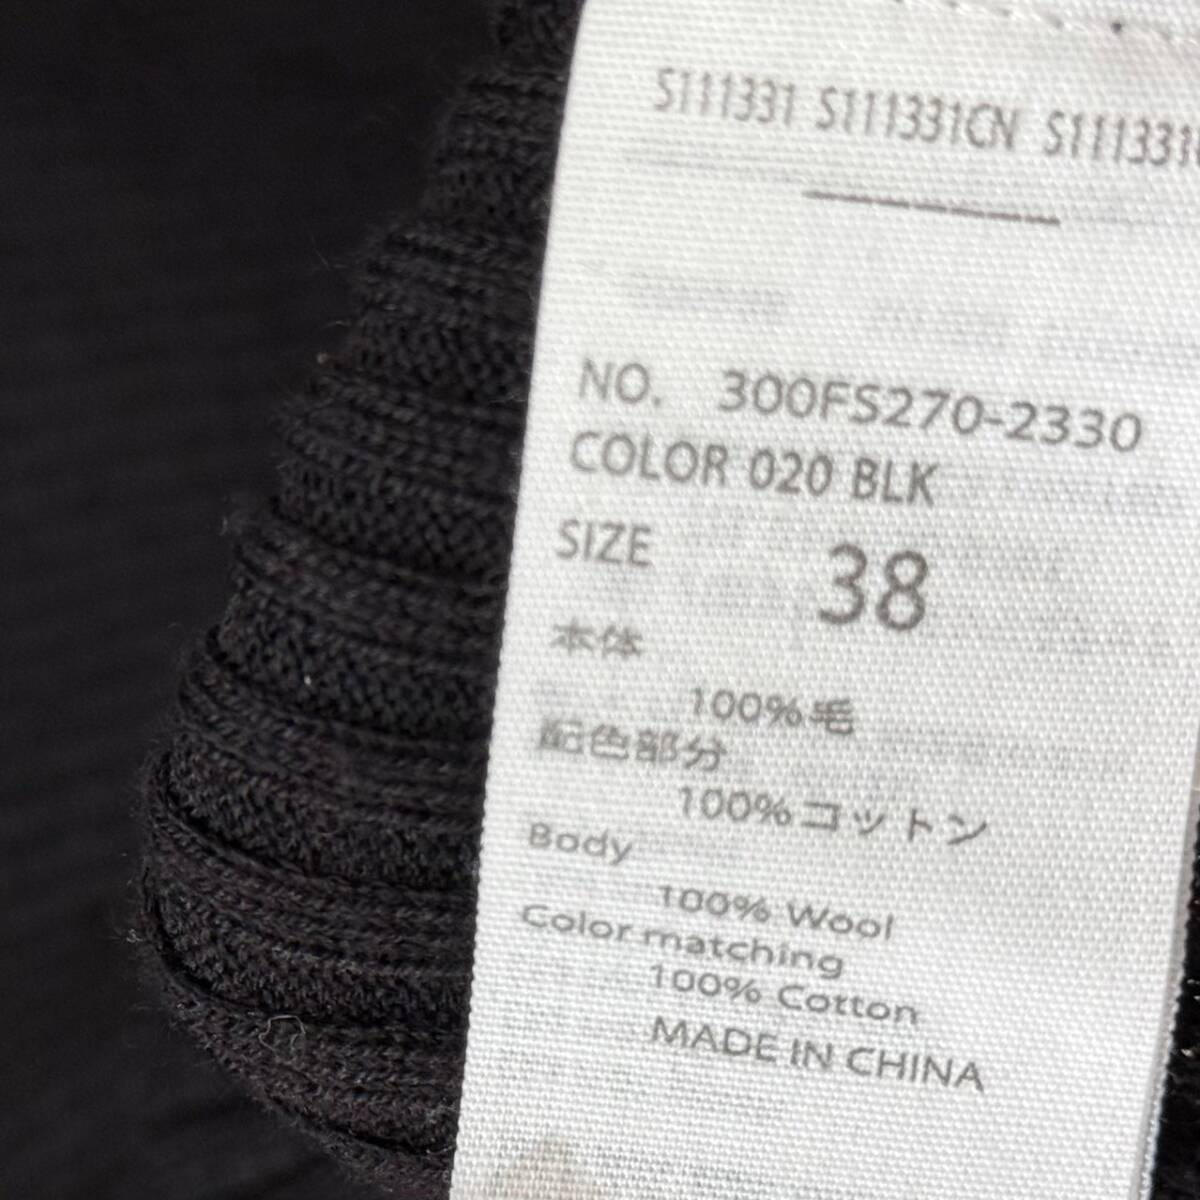 S111331 S111331CN S111331
NO. 300FS270-2330
COLOR 020 BLK
SIZE 38
本体
100%毛
配色部分
100%コットン
Body
100% Wool
Color matching
100% Cotton
MADE IN CHINA